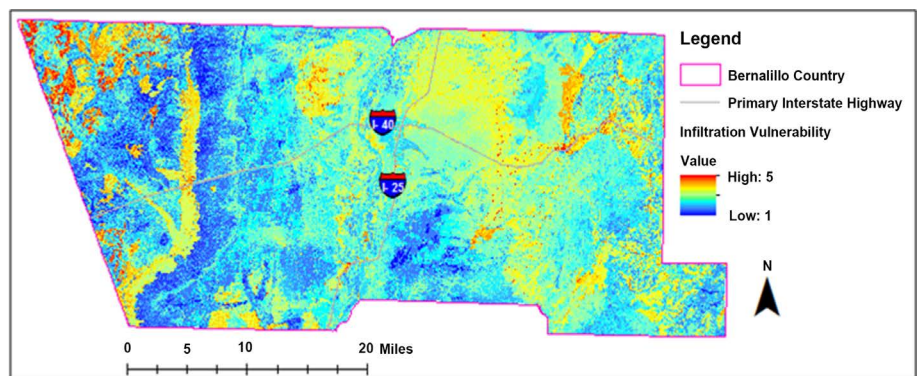 Legend
Bernalillo Country
Primary Interstate Highway
Infiltration Vulnerability
Value
High: 5
Low: 1
I- 40
I- 25
N
0 5 10 20 Miles